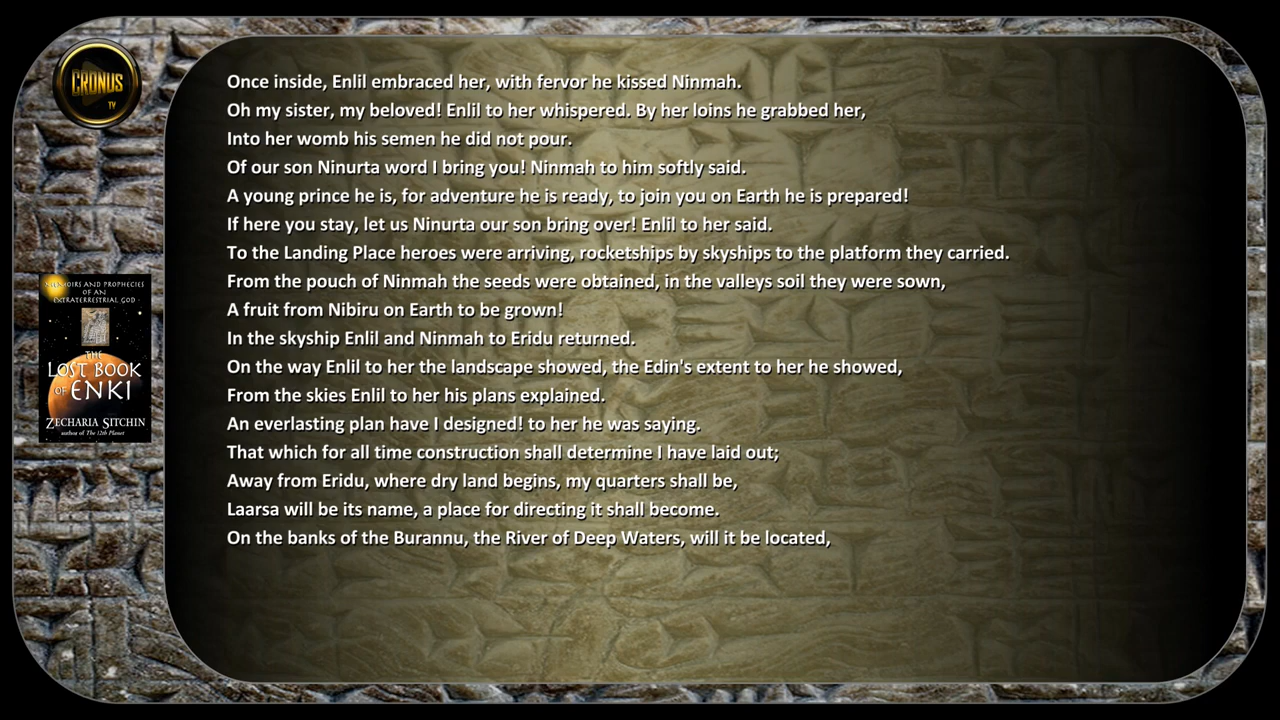 CRONUS
TV
Once inside, Enlil embraced her, with fervor he kissed Ninmah.
Oh my sister, my beloved! Enlil to her whispered. By her loins he grabbed her,
Into her womb his semen he did not pour.
Of our son Ninurta word I bring you! Ninmah to him softly said.
A young prince he is, for adventure he is ready, to join you on Earth he is prepared!
If here you stay, let us Ninurta our son bring over! Enlil to her said.
To the Landing Place heroes were arriving, rocketships by skyships to the platform they carried.
From the pouch of Ninmah the seeds were obtained, in the valleys soil they were sown,
A fruit from Nibiru on Earth to be grown!
In the skyship Enlil and Ninmah to Eridu returned.
On the way Enlil to her the landscape showed, the Edin's extent to her he showed,
From the skies Enlil to her his plans explained.
An everlasting plan have I designed! to her he was saying.
That which for all time construction shall determine I have laid out;
Away from Eridu, where dry land begins, my quarters shall be,
Laarsa will be its name, a place for directing it shall become.
On the banks of the Burannu, the River of Deep Waters, will it be located,
MEMOIRS AND PROPHECIES
OF AN
EXTRATERRESTRIAL GOD
THE
LOST BOOK
OF ENKI
ZECHARIA SITCHIN
author of The 12th Planet